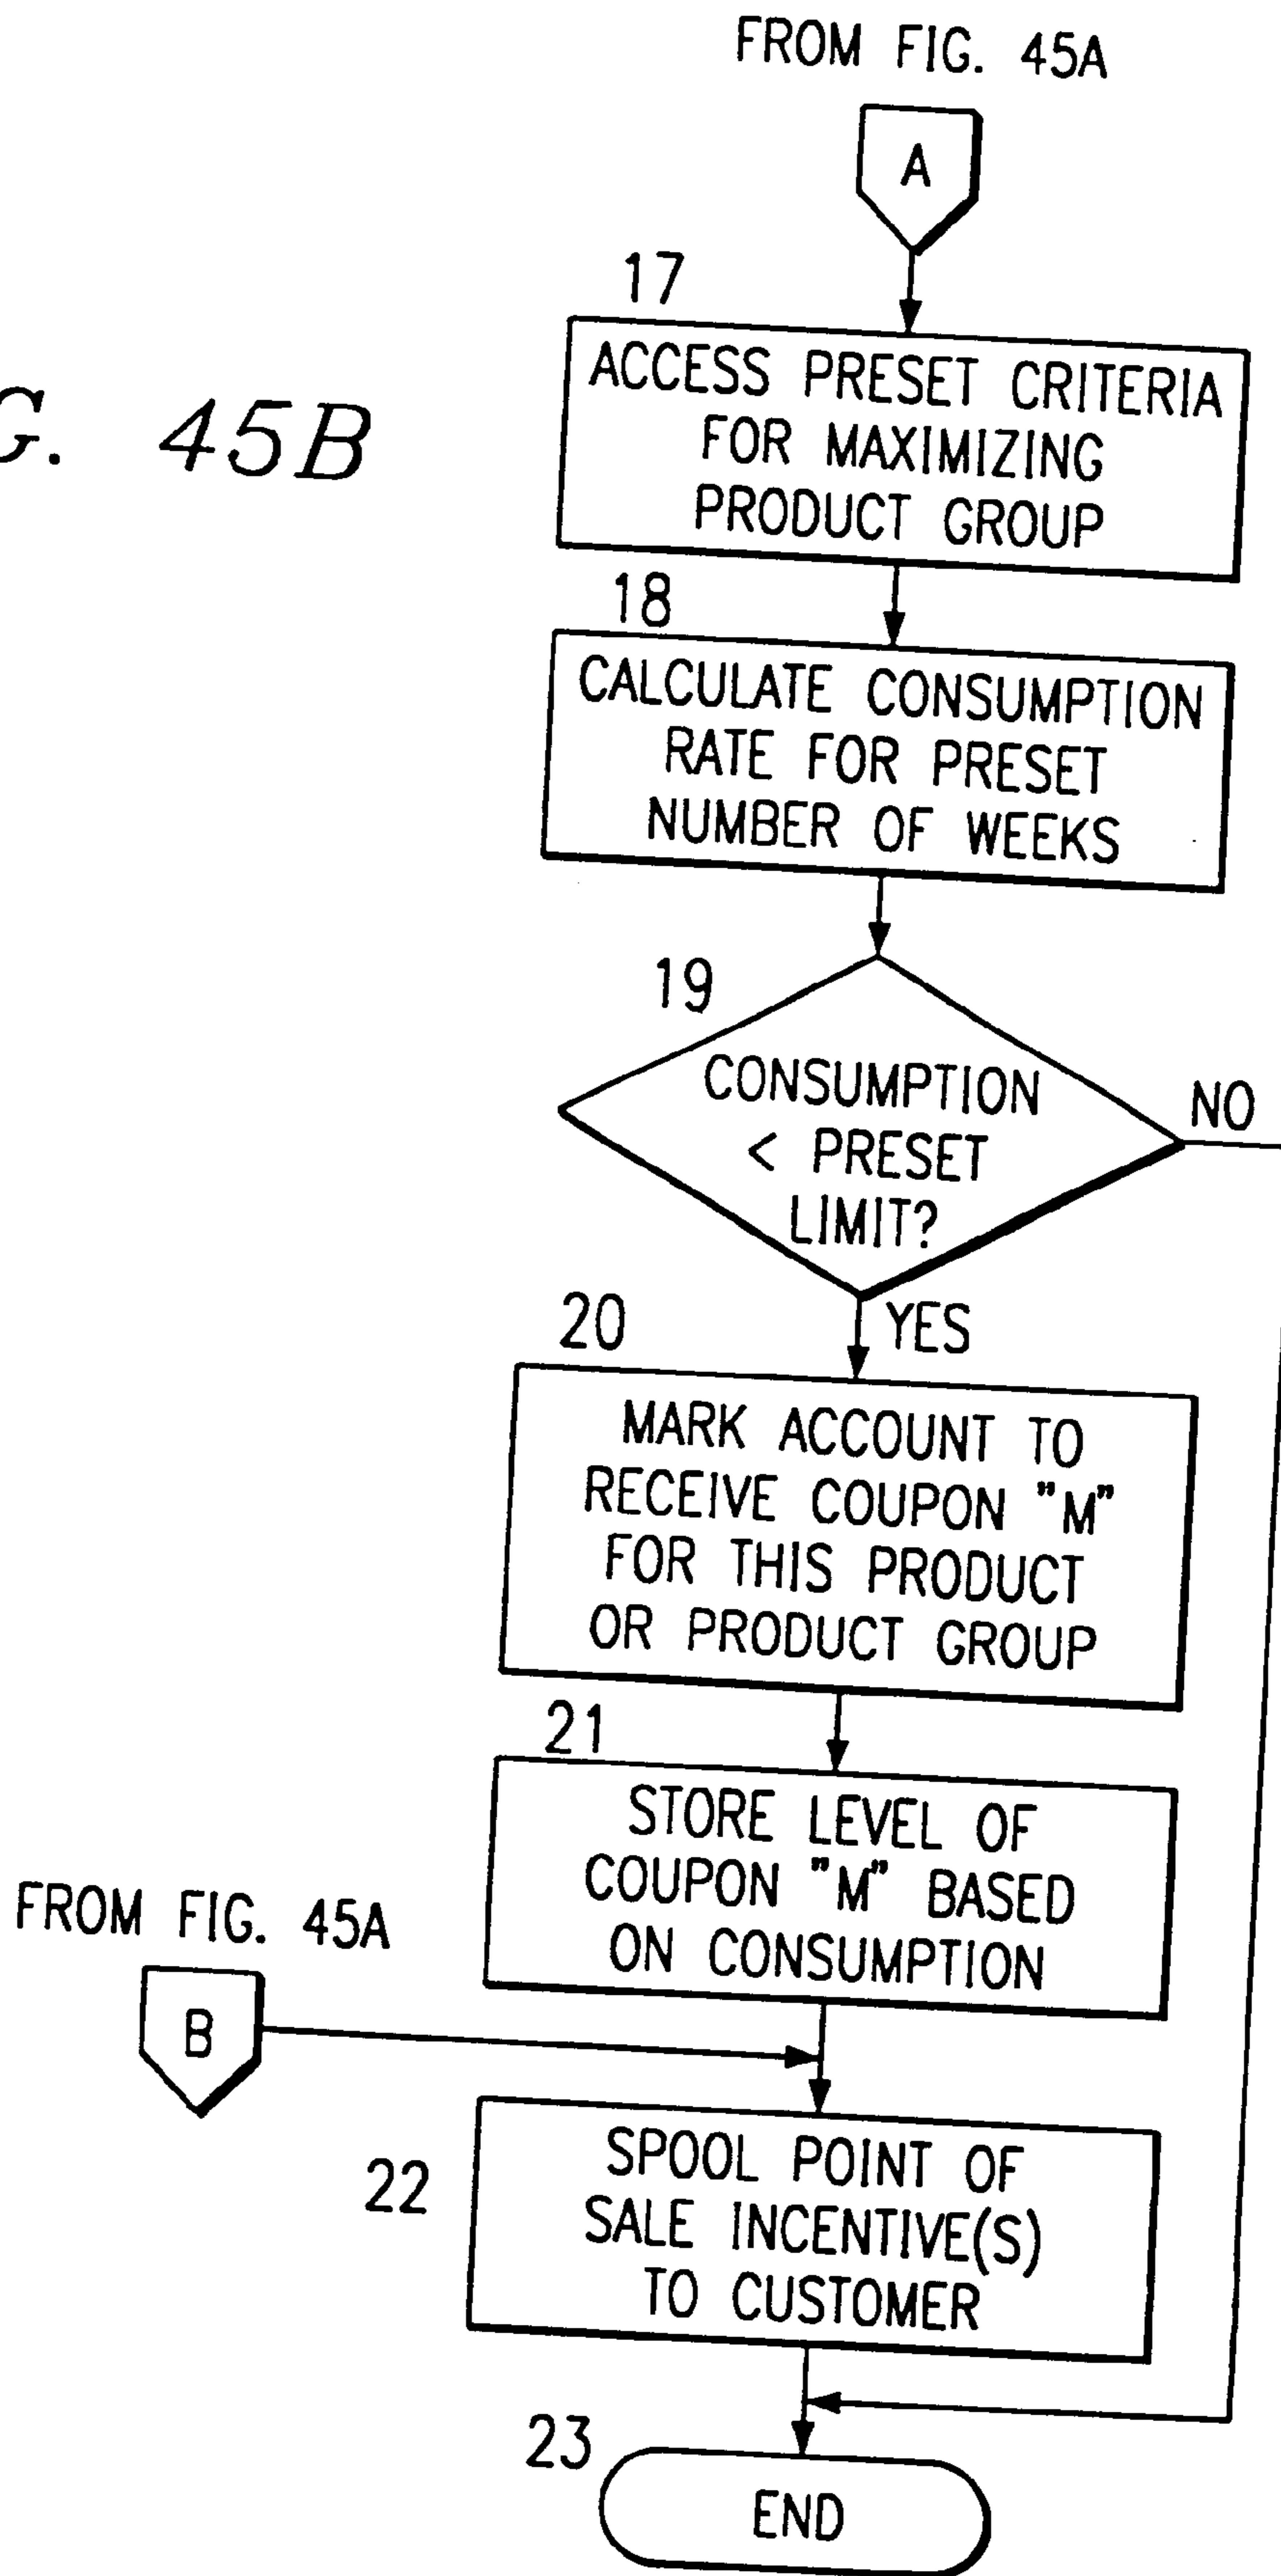 FROM FIG. 45A
A
G. 45B
17
ACCESS PRESET CRITERIA
FOR MAXIMIZING
PRODUCT GROUP
18
CALCULATE CONSUMPTION
RATE FOR PRESET
NUMBER OF WEEKS
19
CONSUMPTION
< PRESET
LIMIT?
NO
YES
20
MARK ACCOUNT TO
RECEIVE COUPON "M"
FOR THIS PRODUCT
OR PRODUCT GROUP
21
STORE LEVEL OF
COUPON "M" BASED
ON CONSUMPTION
FROM FIG. 45A
B
22
SPOOL POINT OF
SALE INCENTIVE(S)
TO CUSTOMER
23
END